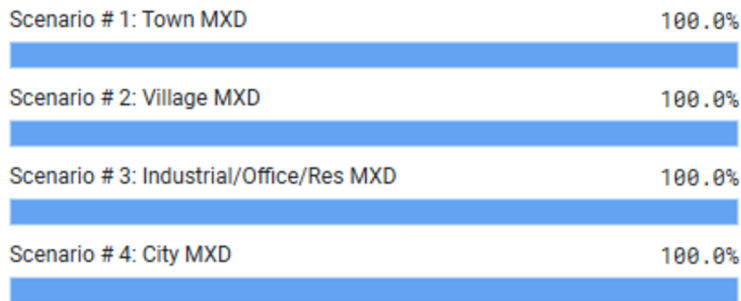 Scenario # 1: Town MXD 100.0%
Scenario # 2: Village MXD 100.0%
Scenario # 3: Industrial/Office/Res MXD 100.0%
Scenario # 4: City MXD 100.0%